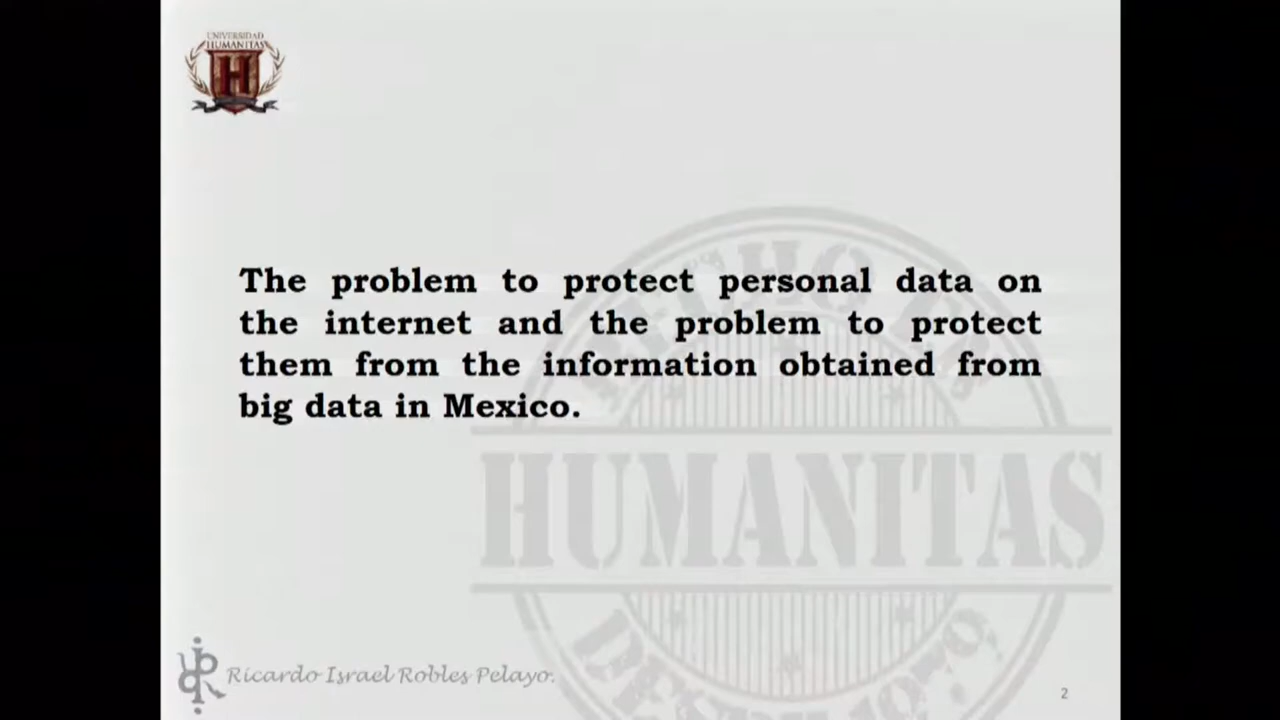 UNIVERSIDAD
HUMANITAS
H
The problem to protect personal data on
the internet and the problem to protect
them from the information obtained from
big data in Mexico.
HUMANITAS
Ricardo Israel Robles Pelayo.
2